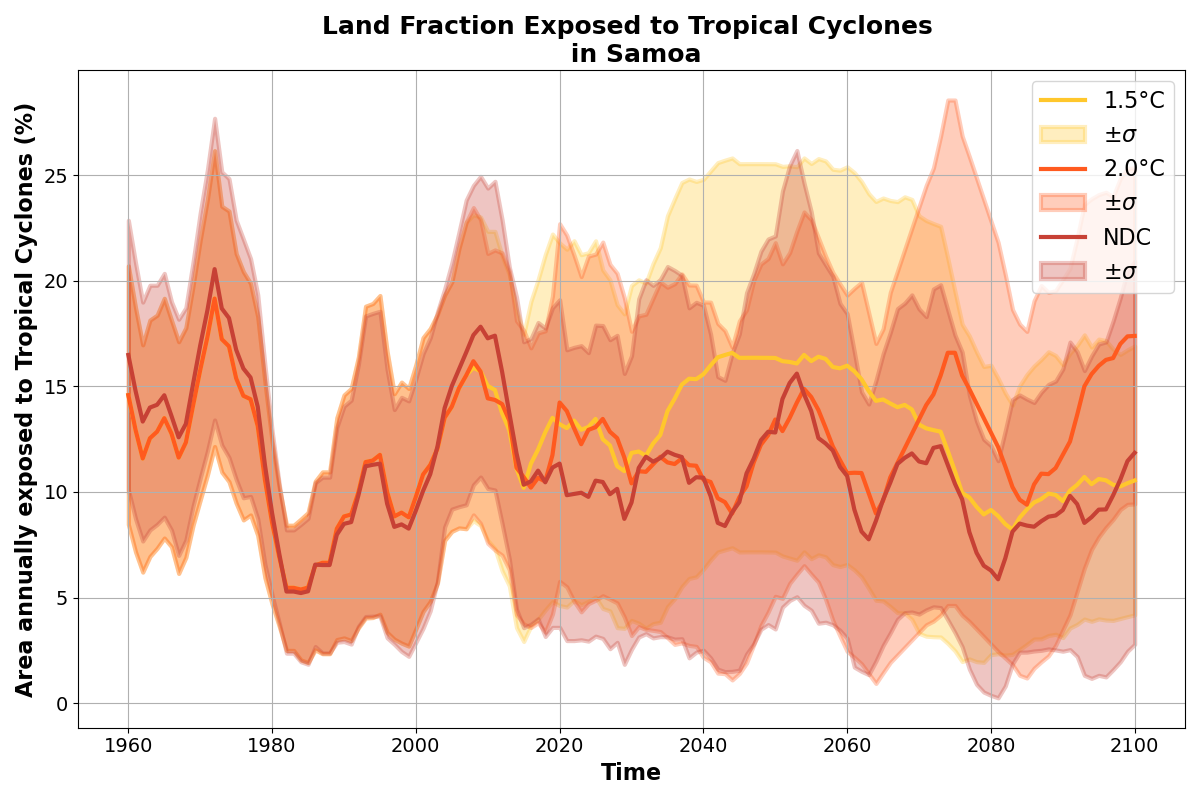 Land Fraction Exposed to Tropical Cyclones
in Samoa
Area annually exposed to Tropical Cyclones (%)
25
20
15
10
5
0
1960 1980 2000 2020 2040 2060 2080 2100
Time
1.5°C
±σ
2.0°C
±σ
NDC
±σ